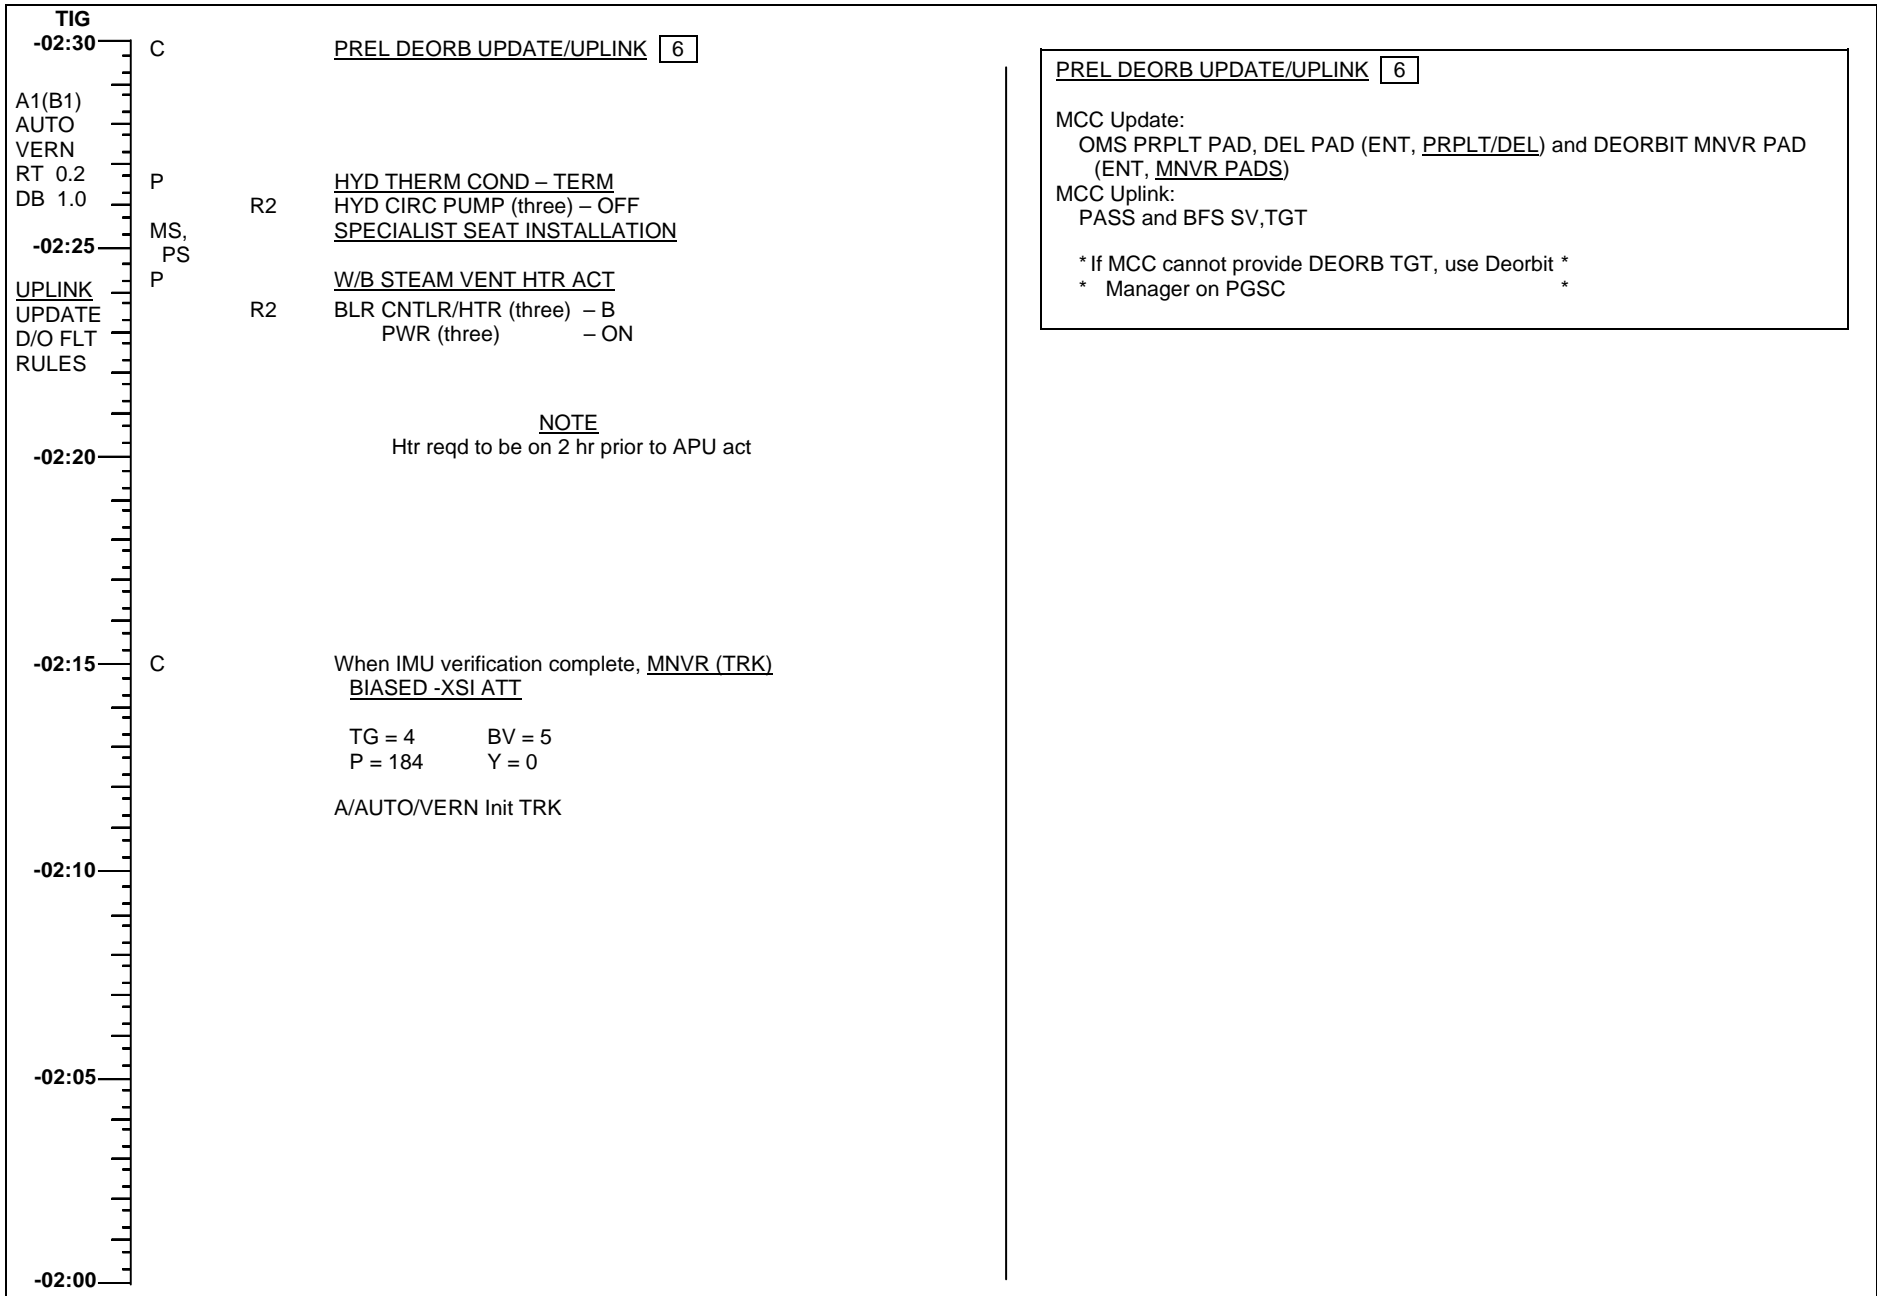 TIG
-02:30
C PREL DEORB UPDATE/UPLINK 6
A1(B1)
AUTO
VERN
RT 0.2
DB 1.0
P HYD THERM COND – TERM
R2 HYD CIRC PUMP (three) – OFF
MS, SPECIALIST SEAT INSTALLATION
PS
-02:25
P W/B STEAM VENT HTR ACT
UPLINK
UPDATE
D/O FLT
RULES
R2 BLR CNTLR/HTR (three) – B
PWR (three) – ON
NOTE
Htr reqd to be on 2 hr prior to APU act
-02:20
-02:15 C When IMU verification complete, MNVR (TRK)
BIASED -XSI ATT
TG = 4 BV = 5
P = 184 Y = 0
A/AUTO/VERN Init TRK
-02:10
-02:05
-02:00
PREL DEORB UPDATE/UPLINK 6
MCC Update:
OMS PRPLT PAD, DEL PAD (ENT, PRPLT/DEL) and DEORBIT MNVR PAD
(ENT, MNVR PADS)
MCC Uplink:
PASS and BFS SV,TGT
* If MCC cannot provide DEORB TGT, use Deorbit *
* Manager on PGSC *